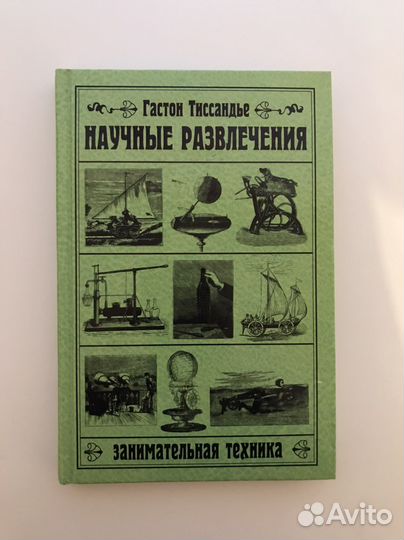 Гастон Тиссандье
НАУЧНЫЕ РАЗВЛЕЧЕНИЯ
ЗАНИМАТЕЛЬНАЯ ТЕХНИКА
Avito